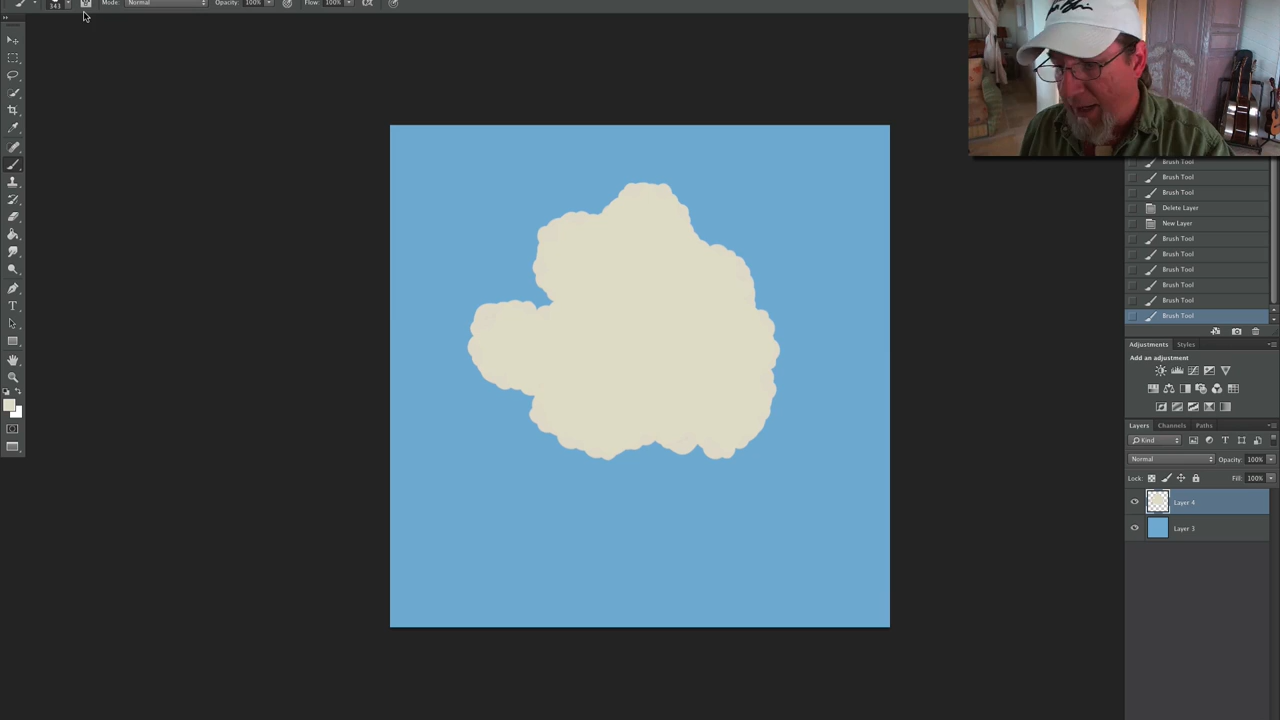 343 Mode: Normal Opacity: 100% Flow: 100%
Brush Tool
Brush Tool
Brush Tool
Delete Layer
New Layer
Brush Tool
Brush Tool
Brush Tool
Brush Tool
Brush Tool
Brush Tool
Adjustments Styles
Add an adjustment
Layers Channels Paths
Kind
Normal Opacity: 100%
Lock: Fill: 100%
Layer 4
Layer 3